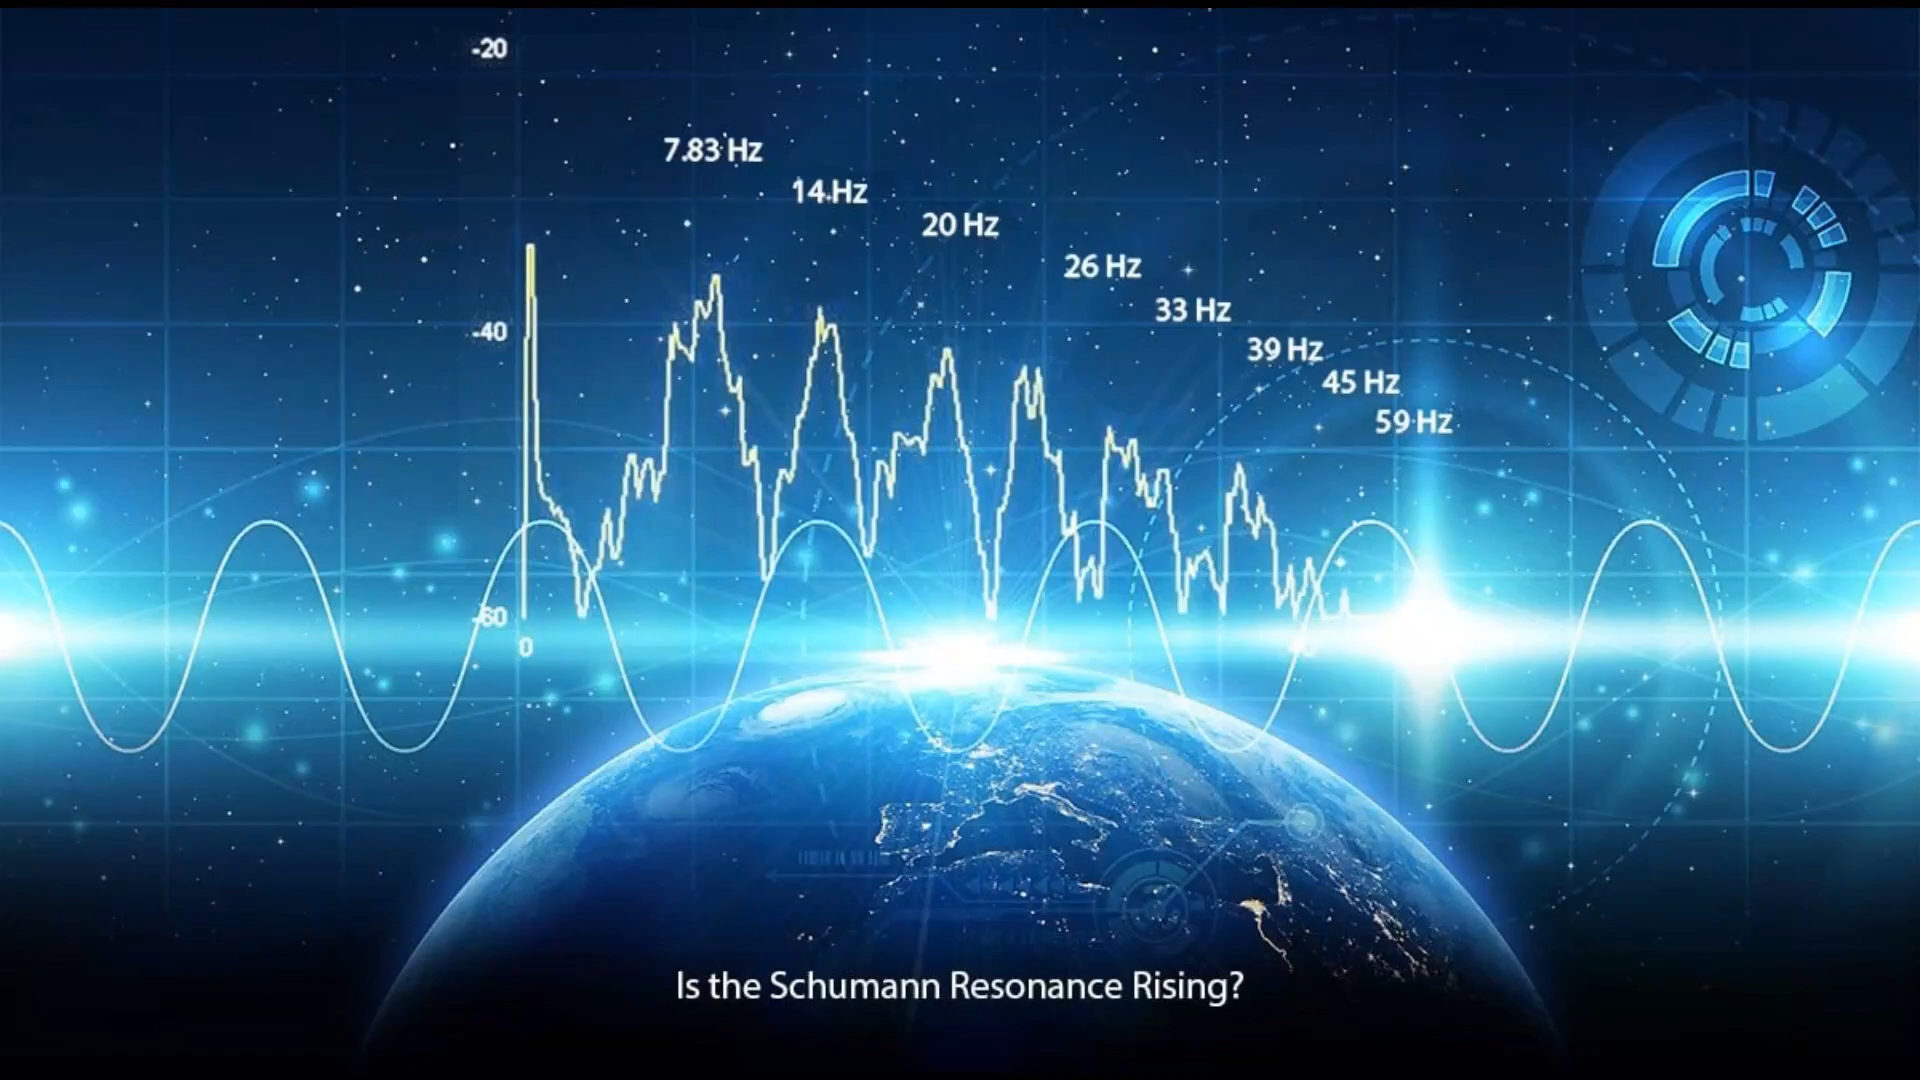 -20
7.83 Hz
14 Hz
20 Hz
26 Hz
33 Hz
-40
39 Hz
45 Hz
59 Hz
-60
0
Is the Schumann Resonance Rising?